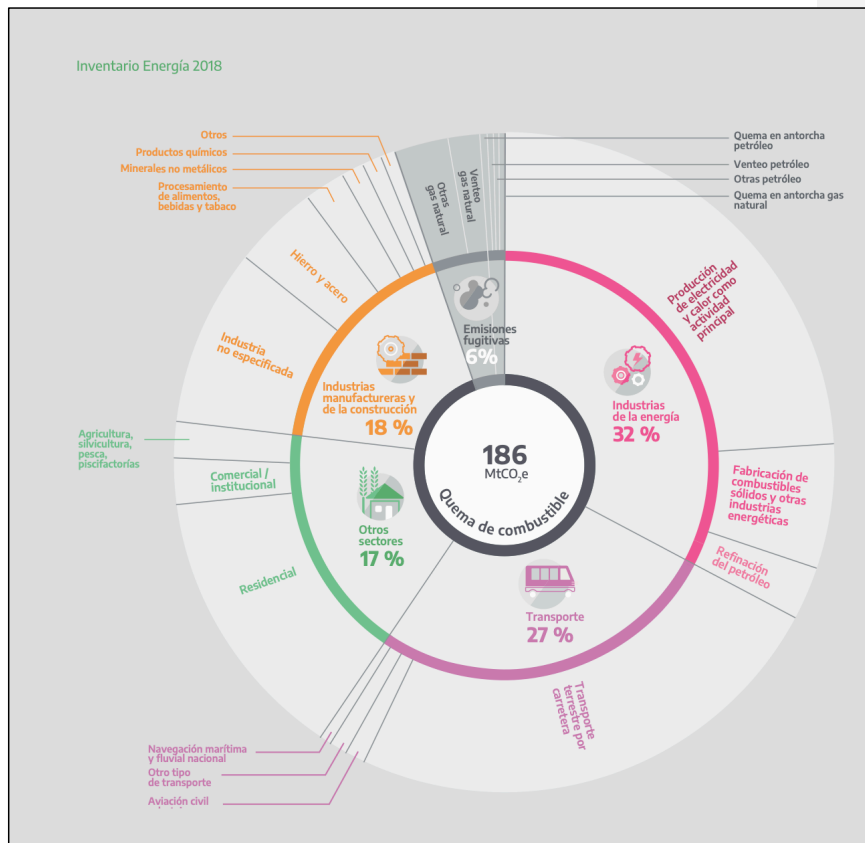 Inventario Energía 2018
Otros
Productos químicos
Minerales no metálicos
Procesamiento
de alimentos,
bebidas y tabaco
Hierro y acero
Industria
no especificada
Agricultura,
silvicultura,
pesca,
piscifactorías
Comercial /
institucional
Residencial
Navegación marítima
y fluvial nacional
Otro tipo
de transporte
Aviación civil
Otras
gas natural
Venteo
gas natural
Quema en antorcha
petróleo
Venteo petróleo
Otras petróleo
Quema en antorcha gas
natural
Producción
de electricidad
y calor como
actividad
principal
Fabricación de
combustibles
sólidos y otras
industrias
energéticas
Refinación
del petróleo
Transporte
terrestre por
carretera
Emisiones
fugitivas
6%
Industrias
manufactureras y
de la construcción
18 %
Industrias
de la energía
32 %
Otros
sectores
17 %
Transporte
27 %
186
MtCO₂e
Quema de combustible